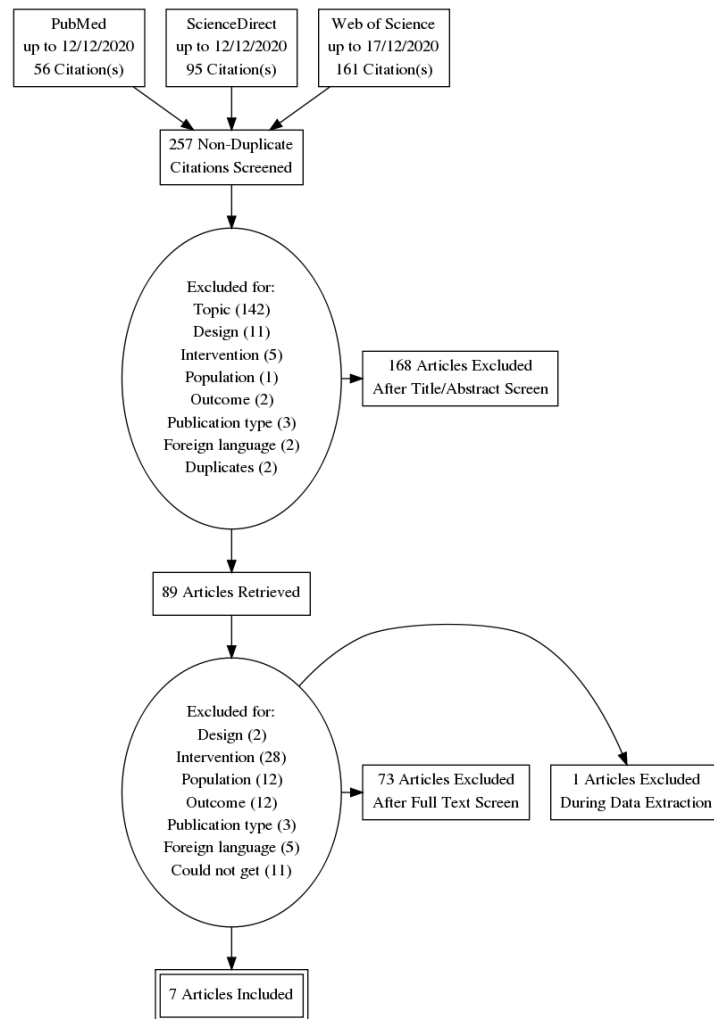 PubMed
up to 12/12/2020
56 Citation(s)
ScienceDirect
up to 12/12/2020
95 Citation(s)
Web of Science
up to 17/12/2020
161 Citation(s)
257 Non-Duplicate
Citations Screened
Excluded for:
Topic (142)
Design (11)
Intervention (5)
Population (1)
Outcome (2)
Publication type (3)
Foreign language (2)
Duplicates (2)
168 Articles Excluded
After Title/Abstract Screen
89 Articles Retrieved
Excluded for:
Design (2)
Intervention (28)
Population (12)
Outcome (12)
Publication type (3)
Foreign language (5)
Could not get (11)
73 Articles Excluded
After Full Text Screen
1 Articles Excluded
During Data Extraction
7 Articles Included